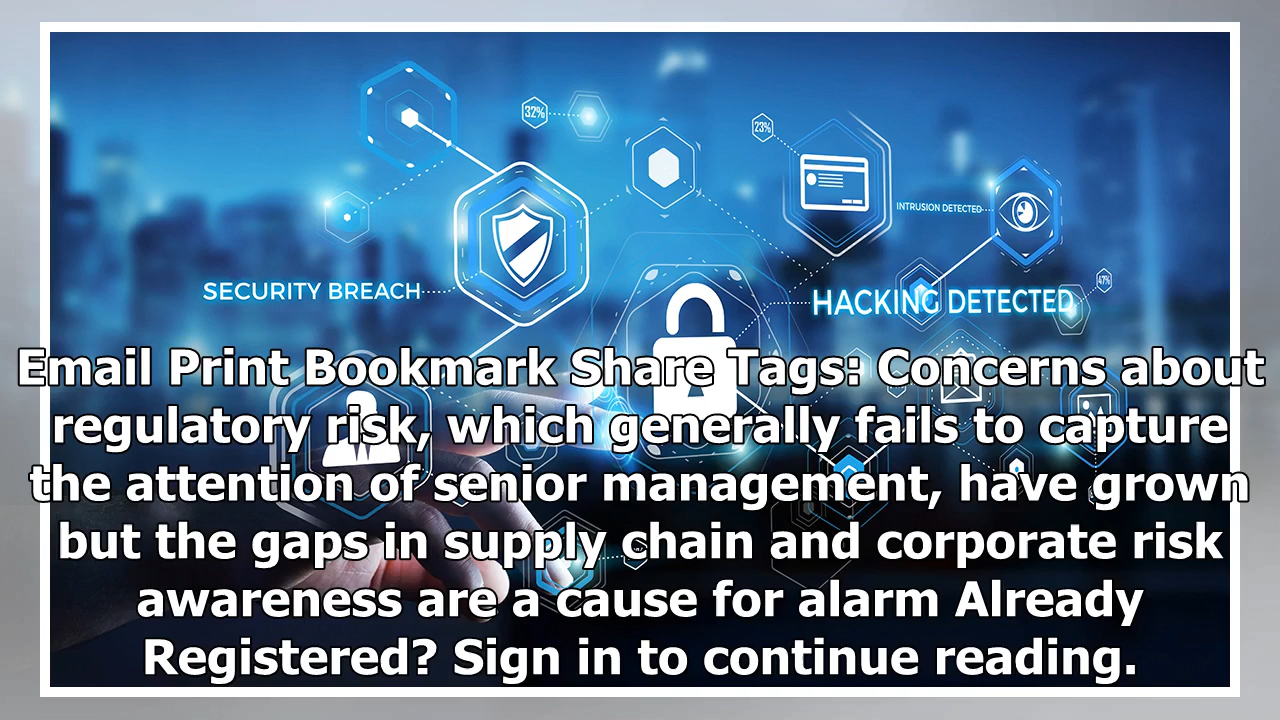 32%
23%
INTRUSION DETECTED
SECURITY BREACH
47%
HACKING DETECTED
Email Print Bookmark Share Tags: Concerns about
regulatory risk, which generally fails to capture
the attention of senior management, have grown
but the gaps in supply chain and corporate risk
awareness are a cause for alarm Already
Registered? Sign in to continue reading.